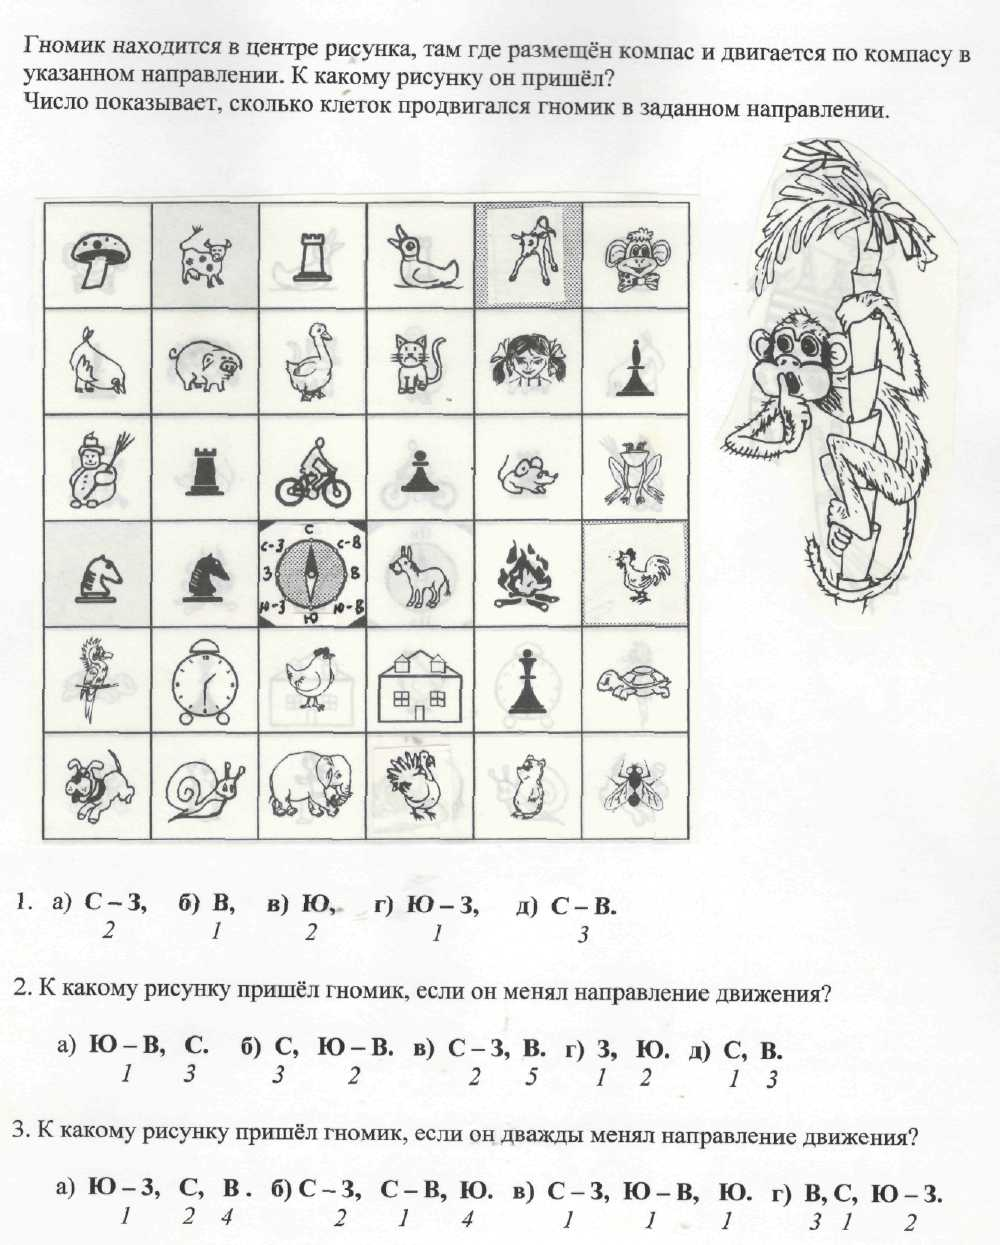 Гномик находится в центре рисунка, там где размещён компас и двигается по компасу в
указанном направлении. К какому рисунку он пришёл?
Число показывает, сколько клеток продвигался гномик в заданном направлении.
С
С-З С-В
З В
Ю-З Ю-В
Ю
1. а) С – З, б) В, в) Ю, г) Ю – З, д) С – В.
2 1 2 1 3
2. К какому рисунку пришёл гномик, если он менял направление движения?
а) Ю – В, С. б) С, Ю – В. в) С – З, В. г) З, Ю. д) С, В.
1 3 3 2 2 5 1 2 1 3
3. К какому рисунку пришёл гномик, если он дважды менял направление движения?
а) Ю – З, С, В . б) С – З, С – В, Ю. в) С – З, Ю – В, Ю. г) В, С, Ю – З.
1 2 4 2 1 4 1 1 1 3 1 2